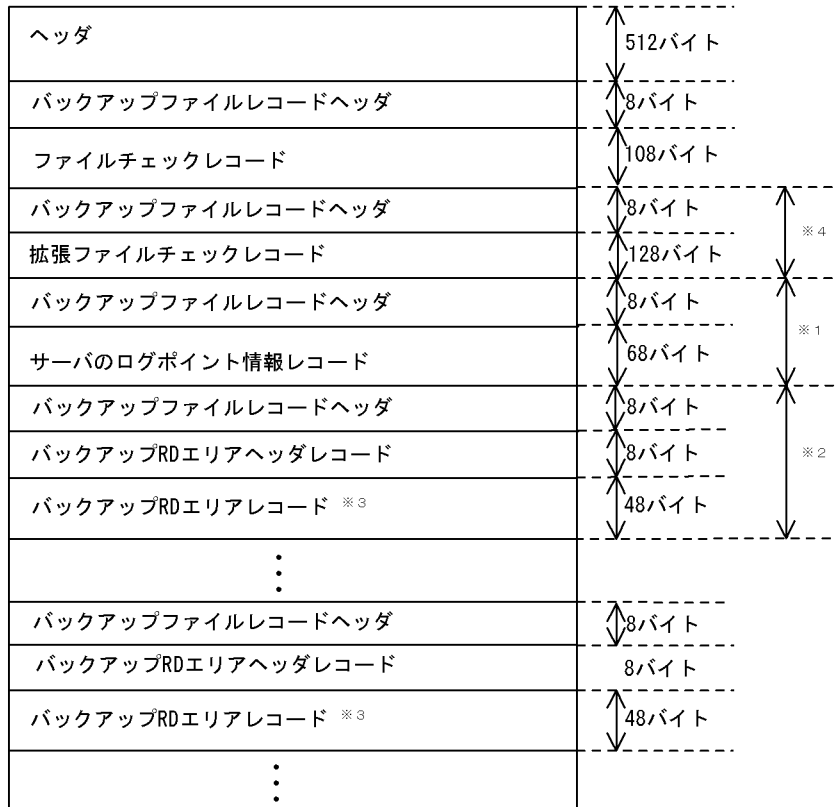 ヘッダ 512バイト
バックアップファイルレコードヘッダ 8バイト
ファイルチェックレコード 108バイト
バックアップファイルレコードヘッダ 8バイト
※4
拡張ファイルチェックレコード 128バイト
バックアップファイルレコードヘッダ 8バイト
※1
サーバのログポイント情報レコード 68バイト
バックアップファイルレコードヘッダ 8バイト
バックアップRDエリアヘッダレコード 8バイト ※2
バックアップRDエリアレコード ※3 48バイト
バックアップファイルレコードヘッダ 8バイト
バックアップRDエリアヘッダレコード 8バイト
バックアップRDエリアレコード ※3 48バイト